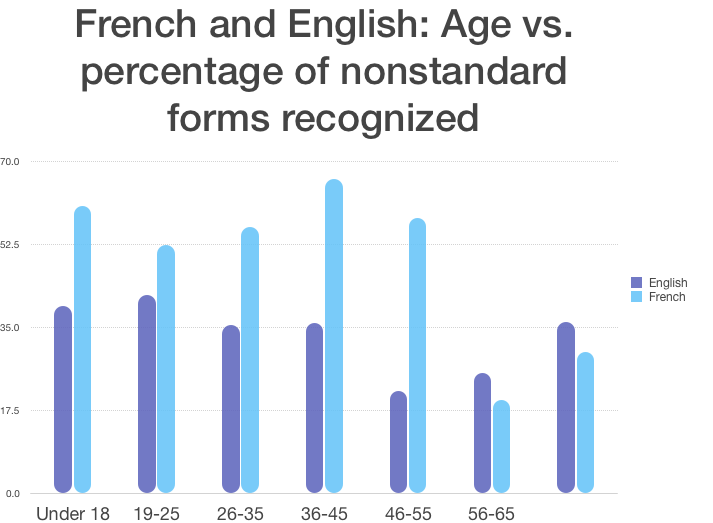 French and English: Age vs.
percentage of nonstandard
forms recognized
70.0
52.5
35.0
17.5
0.0
English
French
Under 18 19-25 26-35 36-45 46-55 56-65